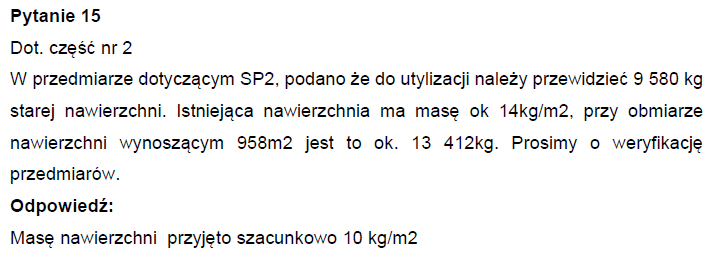 Pytanie 15
Dot. część nr 2
W przedmiarze dotyczącym SP2, podano że do utylizacji należy przewidzieć 9 580 kg
starej nawierzchni. Istniejąca nawierzchnia ma masę ok 14kg/m2, przy obmiarze
nawierzchni wynoszącym 958m2 jest to ok. 13 412kg. Prosimy o weryfikację
przedmiarów.
Odpowiedź:
Masę nawierzchni przyjęto szacunkowo 10 kg/m2